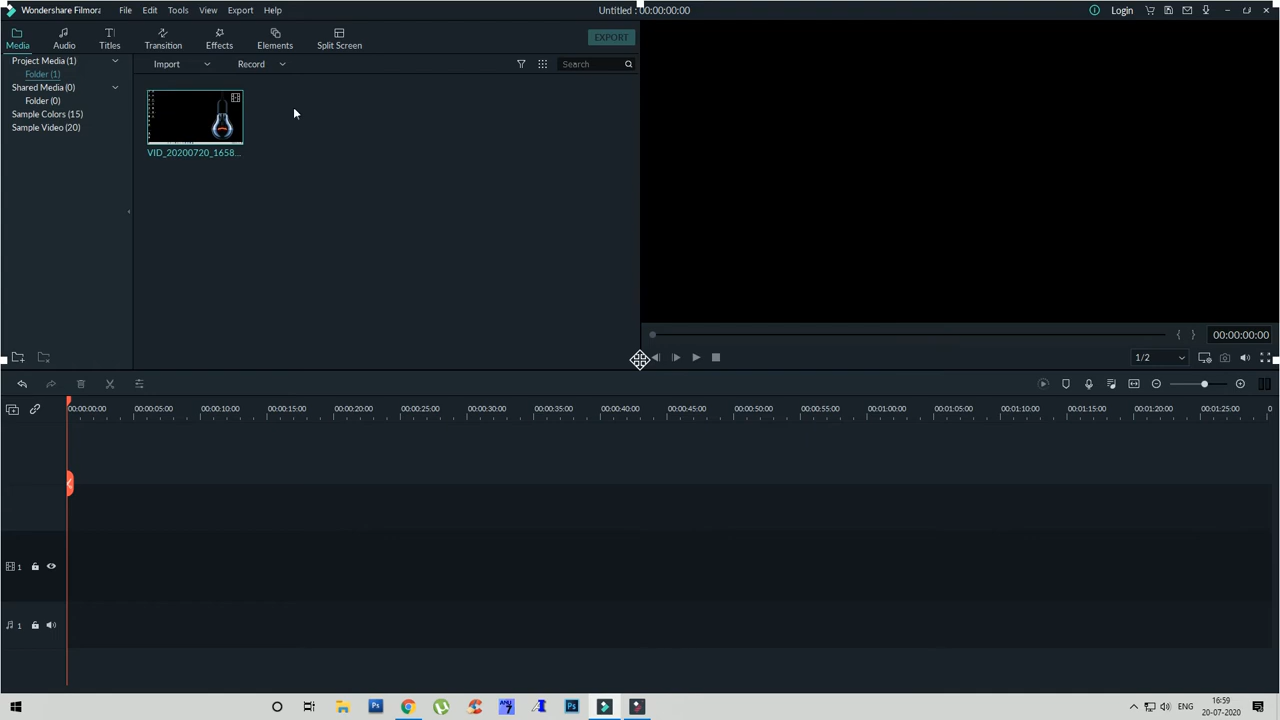 Wondershare Filmora File Edit Tools View Export Help Untitled : 00:00:00:00 Login
Media Audio Titles Transition Effects Elements Split Screen EXPORT
Project Media (1)
Folder (1)
Shared Media (0)
Folder (0)
Sample Colors (15)
Sample Video (20)
Import Record Search
VID_20200720_1658...
00:00:00:00
1/2
00:00:00:00 00:00:05:00 00:00:10:00 00:00:15:00 00:00:20:00 00:00:25:00 00:00:30:00 00:00:35:00 00:00:40:00 00:00:45:00 00:00:50:00 00:00:55:00 00:01:00:00 00:01:05:00 00:01:10:00 00:01:15:00 00:01:20:00 00:01:25:00 0
1
1
ENG 16:59
20-07-2020